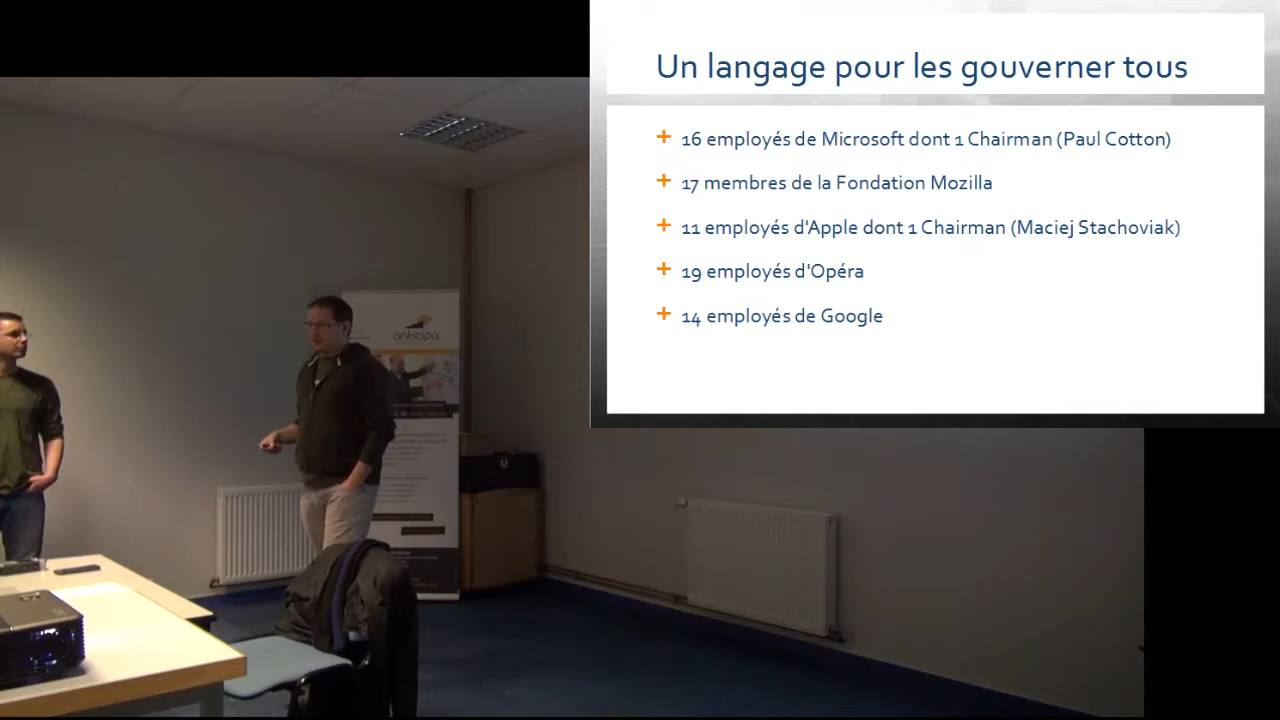 Un langage pour les gouverner tous
+ 16 employés de Microsoft dont 1 Chairman (Paul Cotton)
+ 17 membres de la Fondation Mozilla
+ 11 employés d'Apple dont 1 Chairman (Maciej Stachoviak)
+ 19 employés d'Opéra
+ 14 employés de Google
anticipa